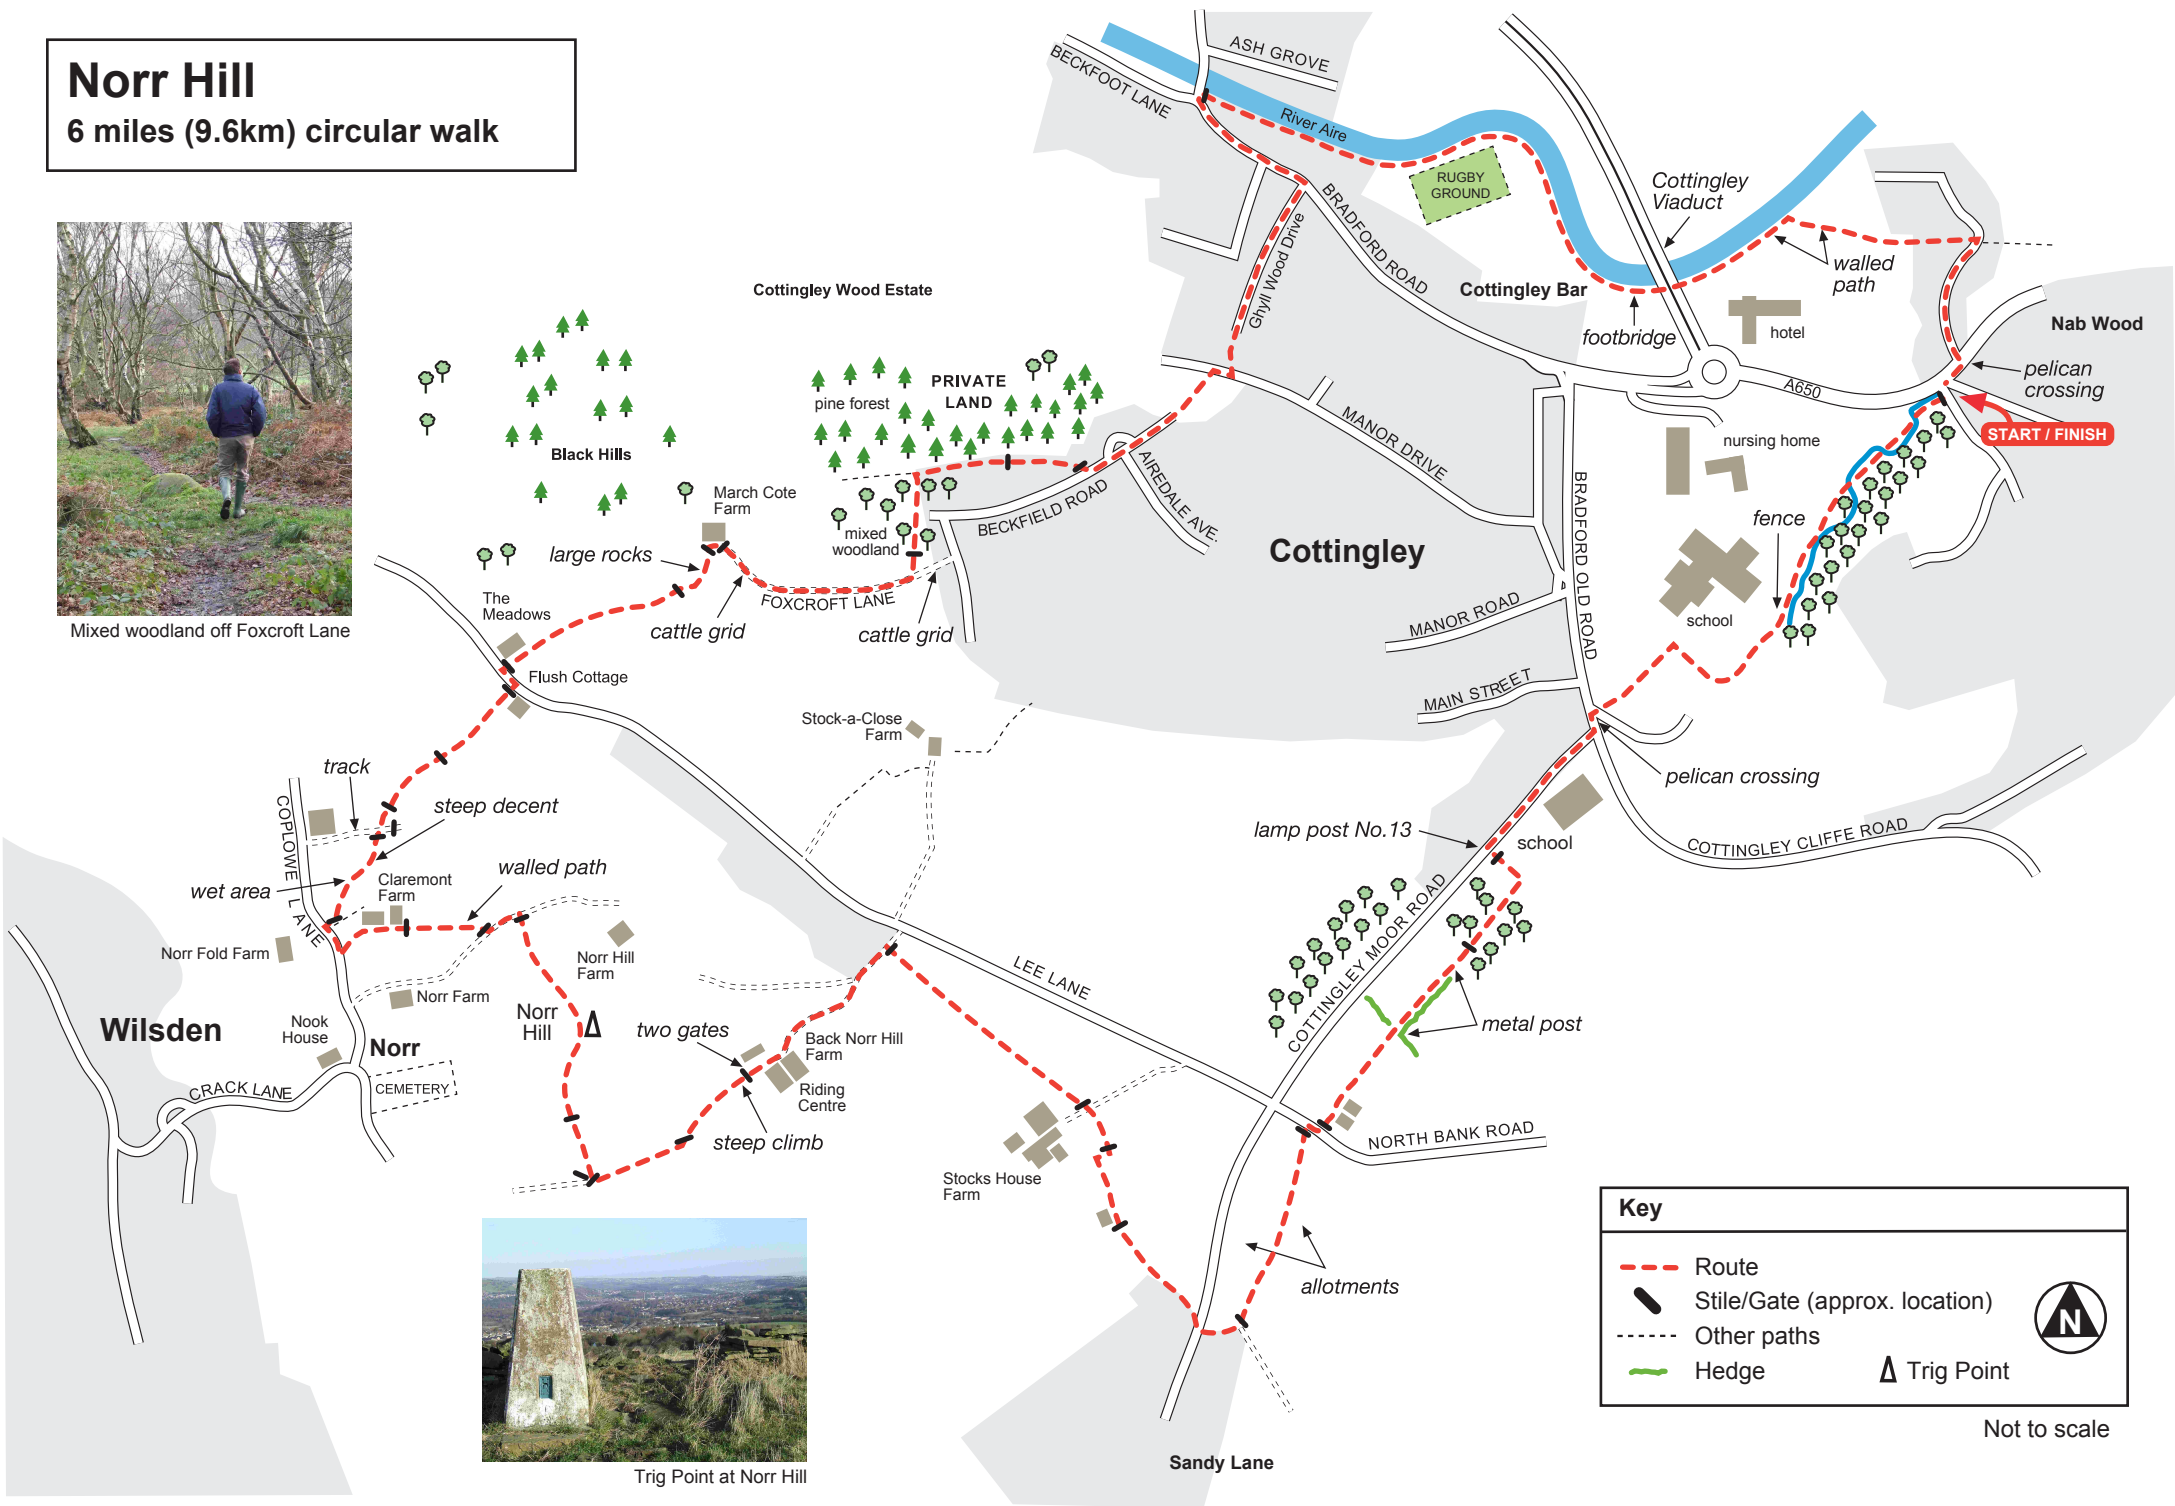 Norr Hill
6 miles (9.6km) circular walk
Mixed woodland off Foxcroft Lane
BECKFOOT LANE
ASH GROVE
River Aire
RUGBY
GROUND
BRADFORD ROAD
Ghyll Wood Drive
Cottingley
Viaduct
walled
path
Cottingley Bar
footbridge
hotel
Nab Wood
pelican
crossing
A650
START / FINISH
nursing home
fence
school
Cottingley Wood Estate
PRIVATE
LAND
pine forest
Black Hills
March Cote
Farm
large rocks
mixed
woodland
BECKFIELD ROAD
AIREDALE AVE.
MANOR DRIVE
Cottingley
BRADFORD OLD ROAD
MANOR ROAD
MAIN STREET
FOXCROFT LANE
cattle grid
cattle grid
The
Meadows
Flush Cottage
Stock-a-Close
Farm
pelican crossing
lamp post No.13
school
COTTINGLEY CLIFFE ROAD
track
steep decent
COPLOWE LANE
wet area
Claremont
Farm
walled path
Norr Fold Farm
Norr Hill
Farm
Norr Farm
Norr
Hill
Nook
House
Wilsden
Norr
CEMETERY
CRACK LANE
two gates
Back Norr Hill
Farm
Riding
Centre
steep climb
LEE LANE
COTTINGLEY MOOR ROAD
metal post
NORTH BANK ROAD
Stocks House
Farm
allotments
Sandy Lane
Trig Point at Norr Hill
Key
Route
Stile/Gate (approx. location)
Other paths
Hedge
Trig Point
N
Not to scale